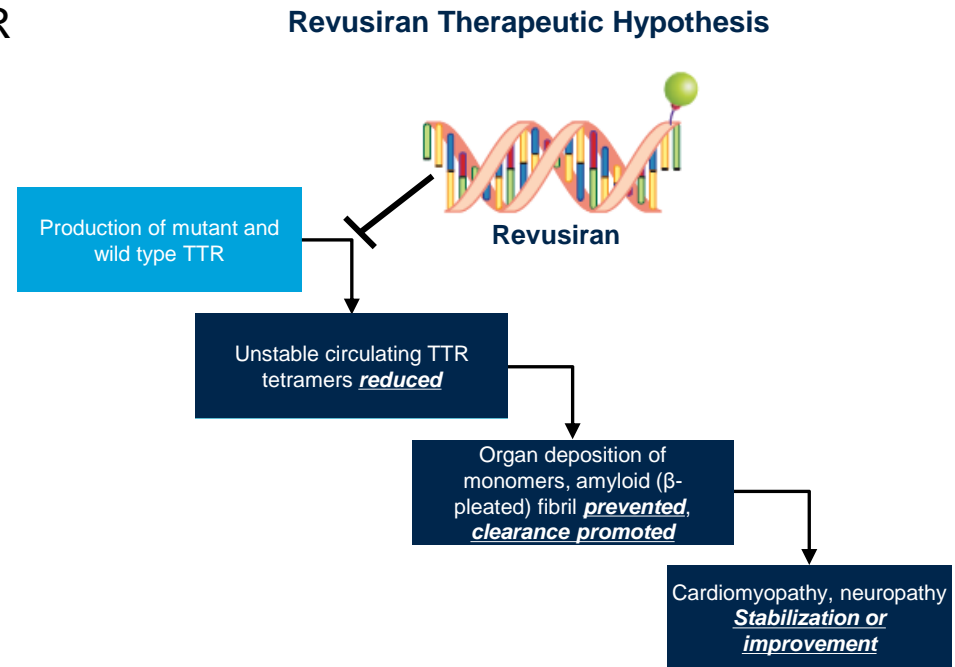 R
Revusiran Therapeutic Hypothesis
Revusiran
Production of mutant and
wild type TTR
Unstable circulating TTR
tetramers reduced
Organ deposition of
monomers, amyloid (β-
pleated) fibril prevented,
clearance promoted
Cardiomyopathy, neuropathy
Stabilization or
improvement